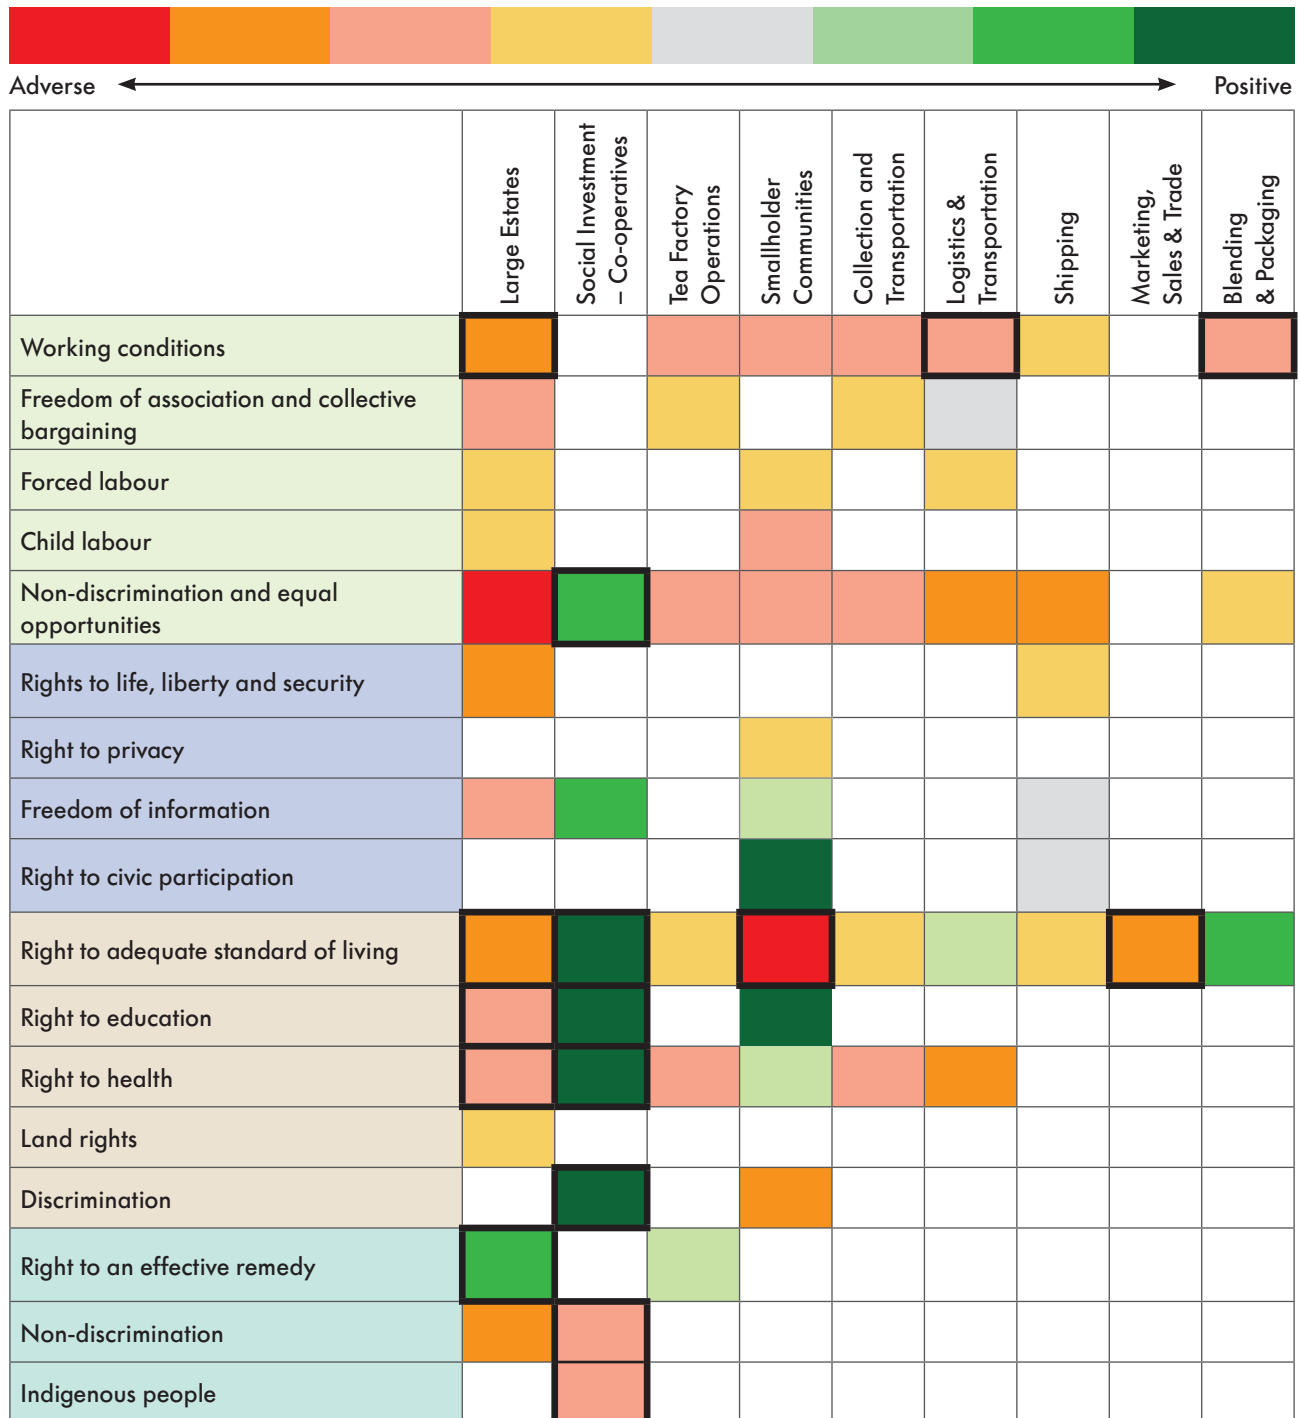 Adverse
Positive
Large Estates
Social Investment
– Co-operatives
Tea Factory
Operations
Smallholder
Communities
Collection and
Transportation
Logistics &
Transportation
Shipping
Marketing,
Sales & Trade
Blending
& Packaging
Working conditions
Freedom of association and collective
bargaining
Forced labour
Child labour
Non-discrimination and equal
opportunities
Rights to life, liberty and security
Right to privacy
Freedom of information
Right to civic participation
Right to adequate standard of living
Right to education
Right to health
Land rights
Discrimination
Right to an effective remedy
Non-discrimination
Indigenous people